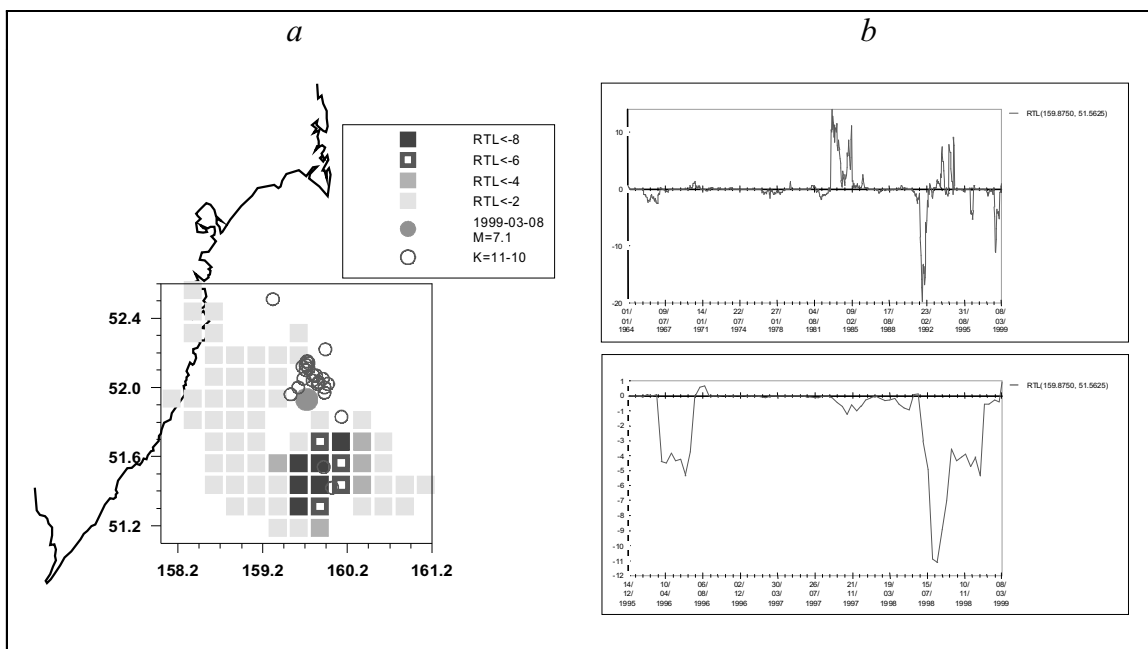 a
b
RTL<-8
RTL<-6
RTL<-4
RTL<-2
1999-03-08
M=7.1
K=11-10
52.4
52.0
51.6
51.2
158.2 159.2 160.2 161.2
RTL(159.8750, 51.5625)
10
0
-10
-20
01/ 09/ 14/ 22/ 27/ 04/ 09/ 17/ 23/ 31/ 08/
01/ 07/ 01/ 07/ 01/ 08/ 02/ 08/ 02/ 08/ 03/
1964 1967 1971 1974 1978 1981 1985 1988 1992 1995 1999
RTL(159.8750, 51.5625)
1
0
-1
-2
-3
-4
-5
-6
-7
-8
-9
-10
-11
-12
14/ 10/ 06/ 02/ 30/ 26/ 21/ 19/ 15/ 10/ 08/
12/ 04/ 08/ 12/ 03/ 07/ 11/ 03/ 07/ 11/ 03/
1995 1996 1996 1996 1997 1997 1997 1998 1998 1998 1999